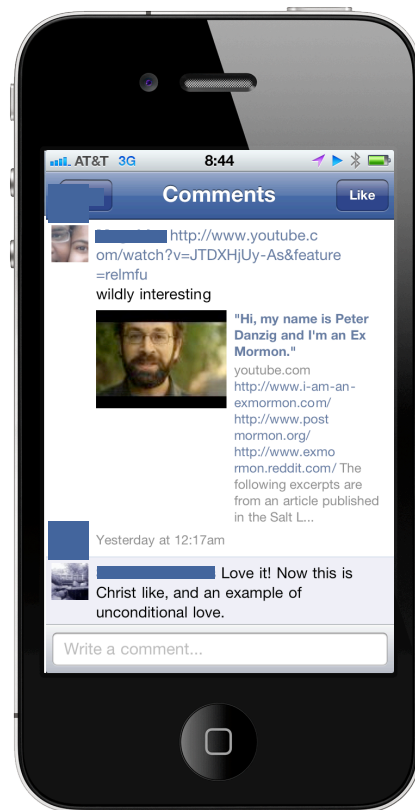 AT&T 3G 8:44
Comments
Like
http://www.youtube.c
om/watch?v=JTDXHjUy-As&feature
=relmfu
wildly interesting
"Hi, my name is Peter
Danzig and I'm an Ex
Mormon."
youtube.com
http://www.i-am-an-
exmormon.com/
http://www.post
mormon.org/
http://www.exmo
rmon.reddit.com/ The
following excerpts are
from an article published
in the Salt L...
Yesterday at 12:17am
Love it! Now this is
Christ like, and an example of
unconditional love.
Write a comment...